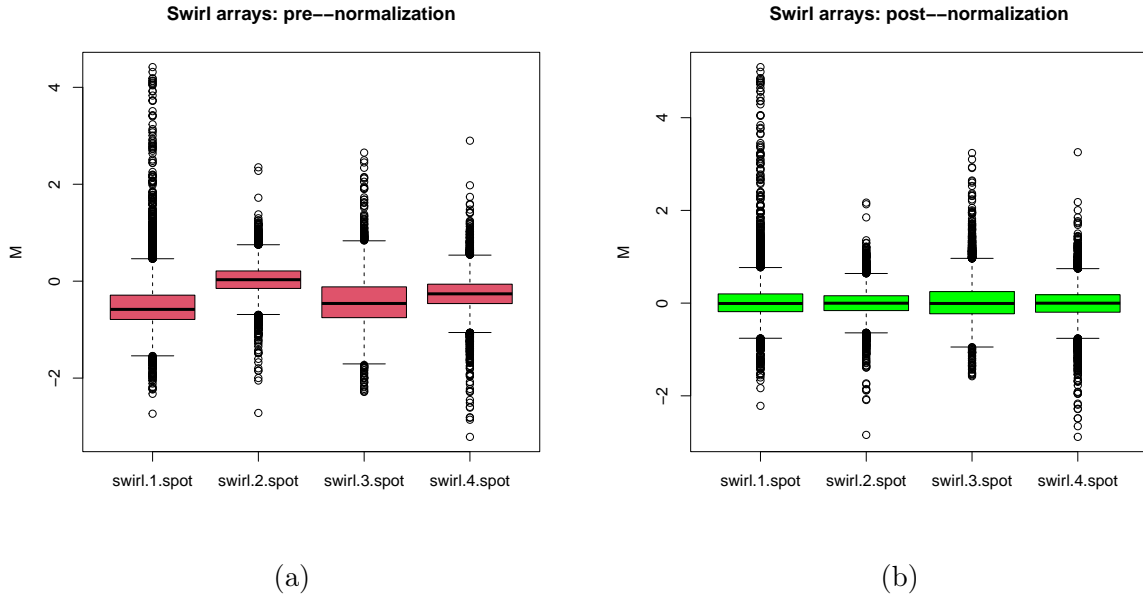 Swirl arrays: pre−−normalization
M
4
2
0
−2
swirl.1.spot swirl.2.spot swirl.3.spot swirl.4.spot
(a)
Swirl arrays: post−−normalization
M
4
2
0
−2
swirl.1.spot swirl.2.spot swirl.3.spot swirl.4.spot
(b)